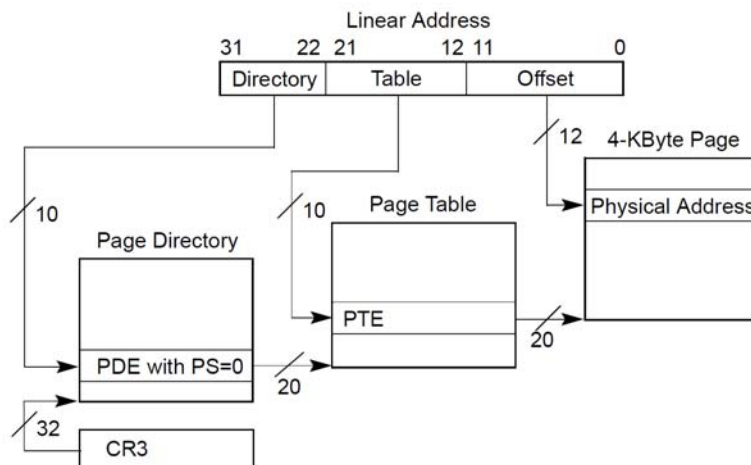 Linear Address
31 22 21 12 11 0
Directory Table Offset
12
4-KByte Page
10
10
Page Table
Physical Address
Page Directory
PTE
20
PDE with PS=0
20
32
CR3